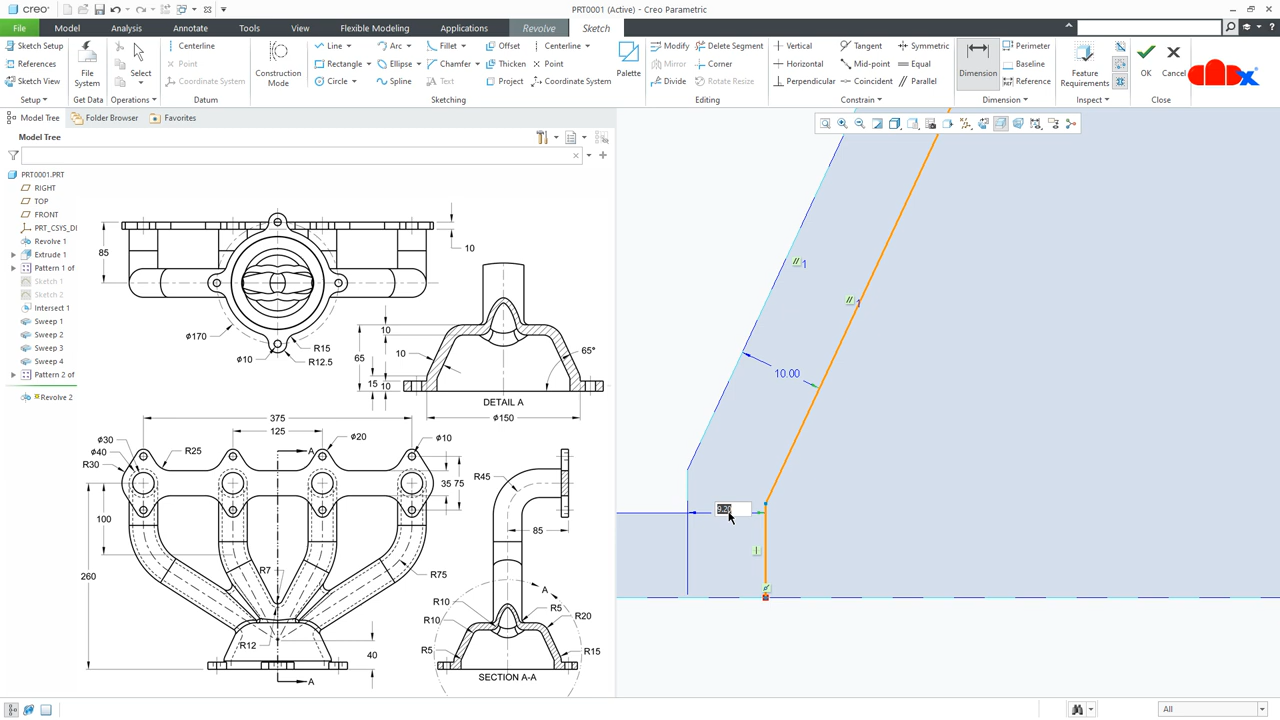 creo° PRT0001 (Active) - Creo Parametric
File Model Analysis Annotate Tools View Flexible Modeling Applications Revolve Sketch
Sketch Setup Centerline Line Arc Fillet Offset Centerline Modify Delete Segment Vertical Tangent Symmetric Perimeter
References Point Rectangle Ellipse Chamfer Thicken Point Mirror Corner Horizontal Mid-point Equal Baseline
Sketch View File System Select Coordinate System Construction Mode Circle Spline Text Project Coordinate System Palette Divide Rotate Resize Perpendicular Coincident Parallel Dimension Reference Feature Requirements OK Cancel
Setup Get Data Operations Datum Sketching Editing Constrain Dimension Inspect Close
Model Tree Folder Browser Favorites
Model Tree
PRT0001.PRT
RIGHT
TOP
FRONT
PRT_CSYS_DI
Revolve 1
Extrude 1
Pattern 1 of
Sketch 1
Sketch 2
Intersect 1
Sweep 1
Sweep 2
Sweep 3
Sweep 4
Pattern 2 of
Revolve 2
85
10
ϕ170
R15
ϕ10
R12.5
10
65
10
65°
15
10
DETAIL A
ϕ150
375
125
ϕ20
ϕ10
ϕ30
ϕ40
R25
R30
A
35
75
100
260
R7
R75
R12
40
A
R45
85
A
R10
R5
R20
R10
R5
R15
SECTION A-A
1
1
10.00
All